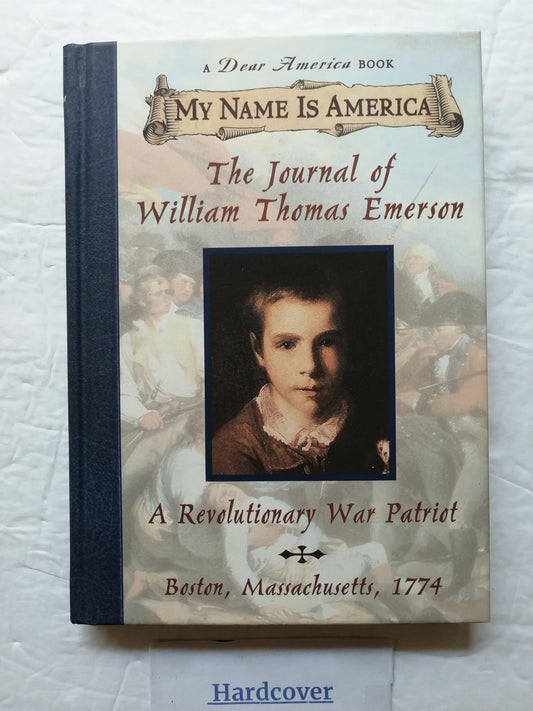 A Dear America BOOK
MY NAME IS AMERICA
The Journal of
William Thomas Emerson
A Revolutionary War Patriot
Boston, Massachusetts, 1774
Hardcover